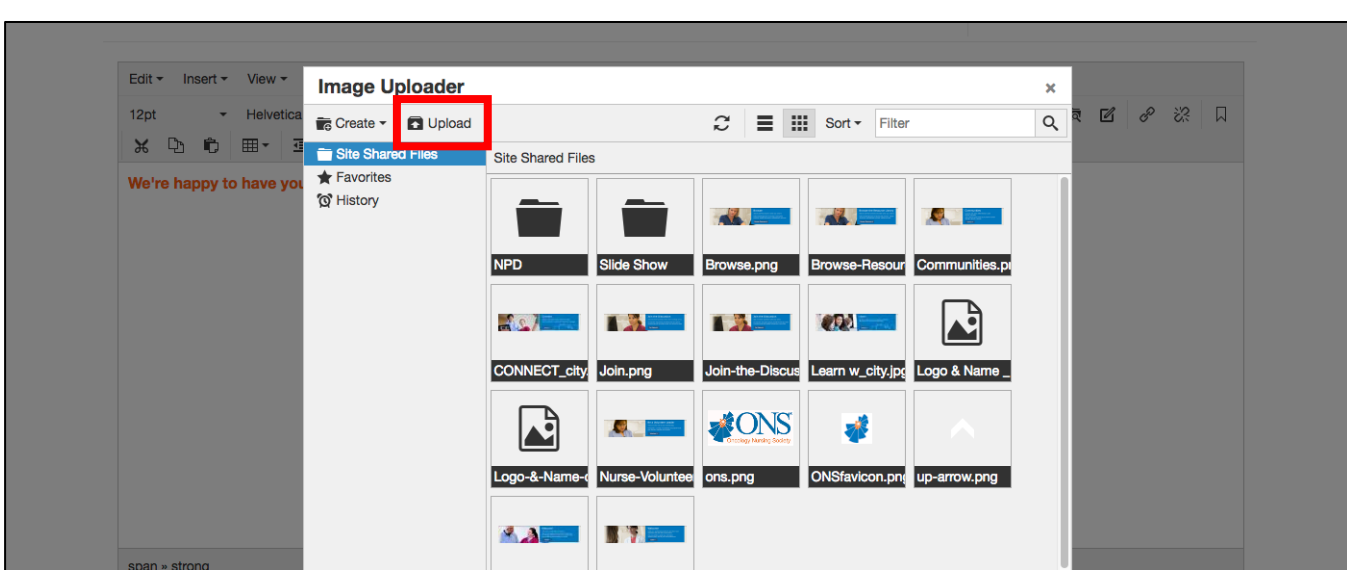 Edit Insert View
Image Uploader
×
12pt Helvetica
Create Upload Sort Filter
Site Shared Files
Site Shared Files
We're happy to have you
Favorites
History
NPD Slide Show Browse.png Browse-Resour Communities.p
CONNECT_city. Join.png Join-the-Discus Learn w_city.jpg Logo & Name _
ONS
Oncology Nursing Society
Logo-&-Name- Nurse-Voluntee ons.png ONSfavicon.png up-arrow.png
span » strong